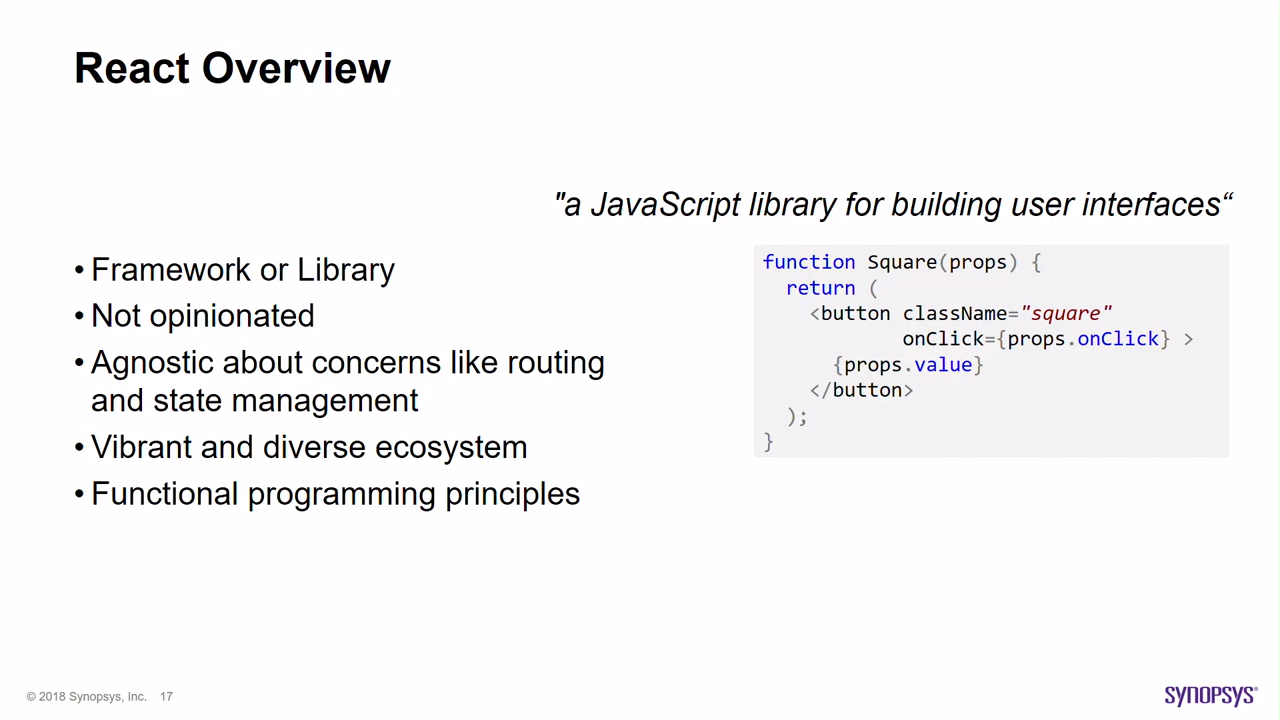 React Overview
"a JavaScript library for building user interfaces“
• Framework or Library
• Not opinionated
• Agnostic about concerns like routing
and state management
• Vibrant and diverse ecosystem
• Functional programming principles
function Square(props) {
  return (
    <button className="square"
            onClick={props.onClick} >
      {props.value}
    </button>
  );
}
© 2018 Synopsys, Inc. 17
SYNOPSYS®